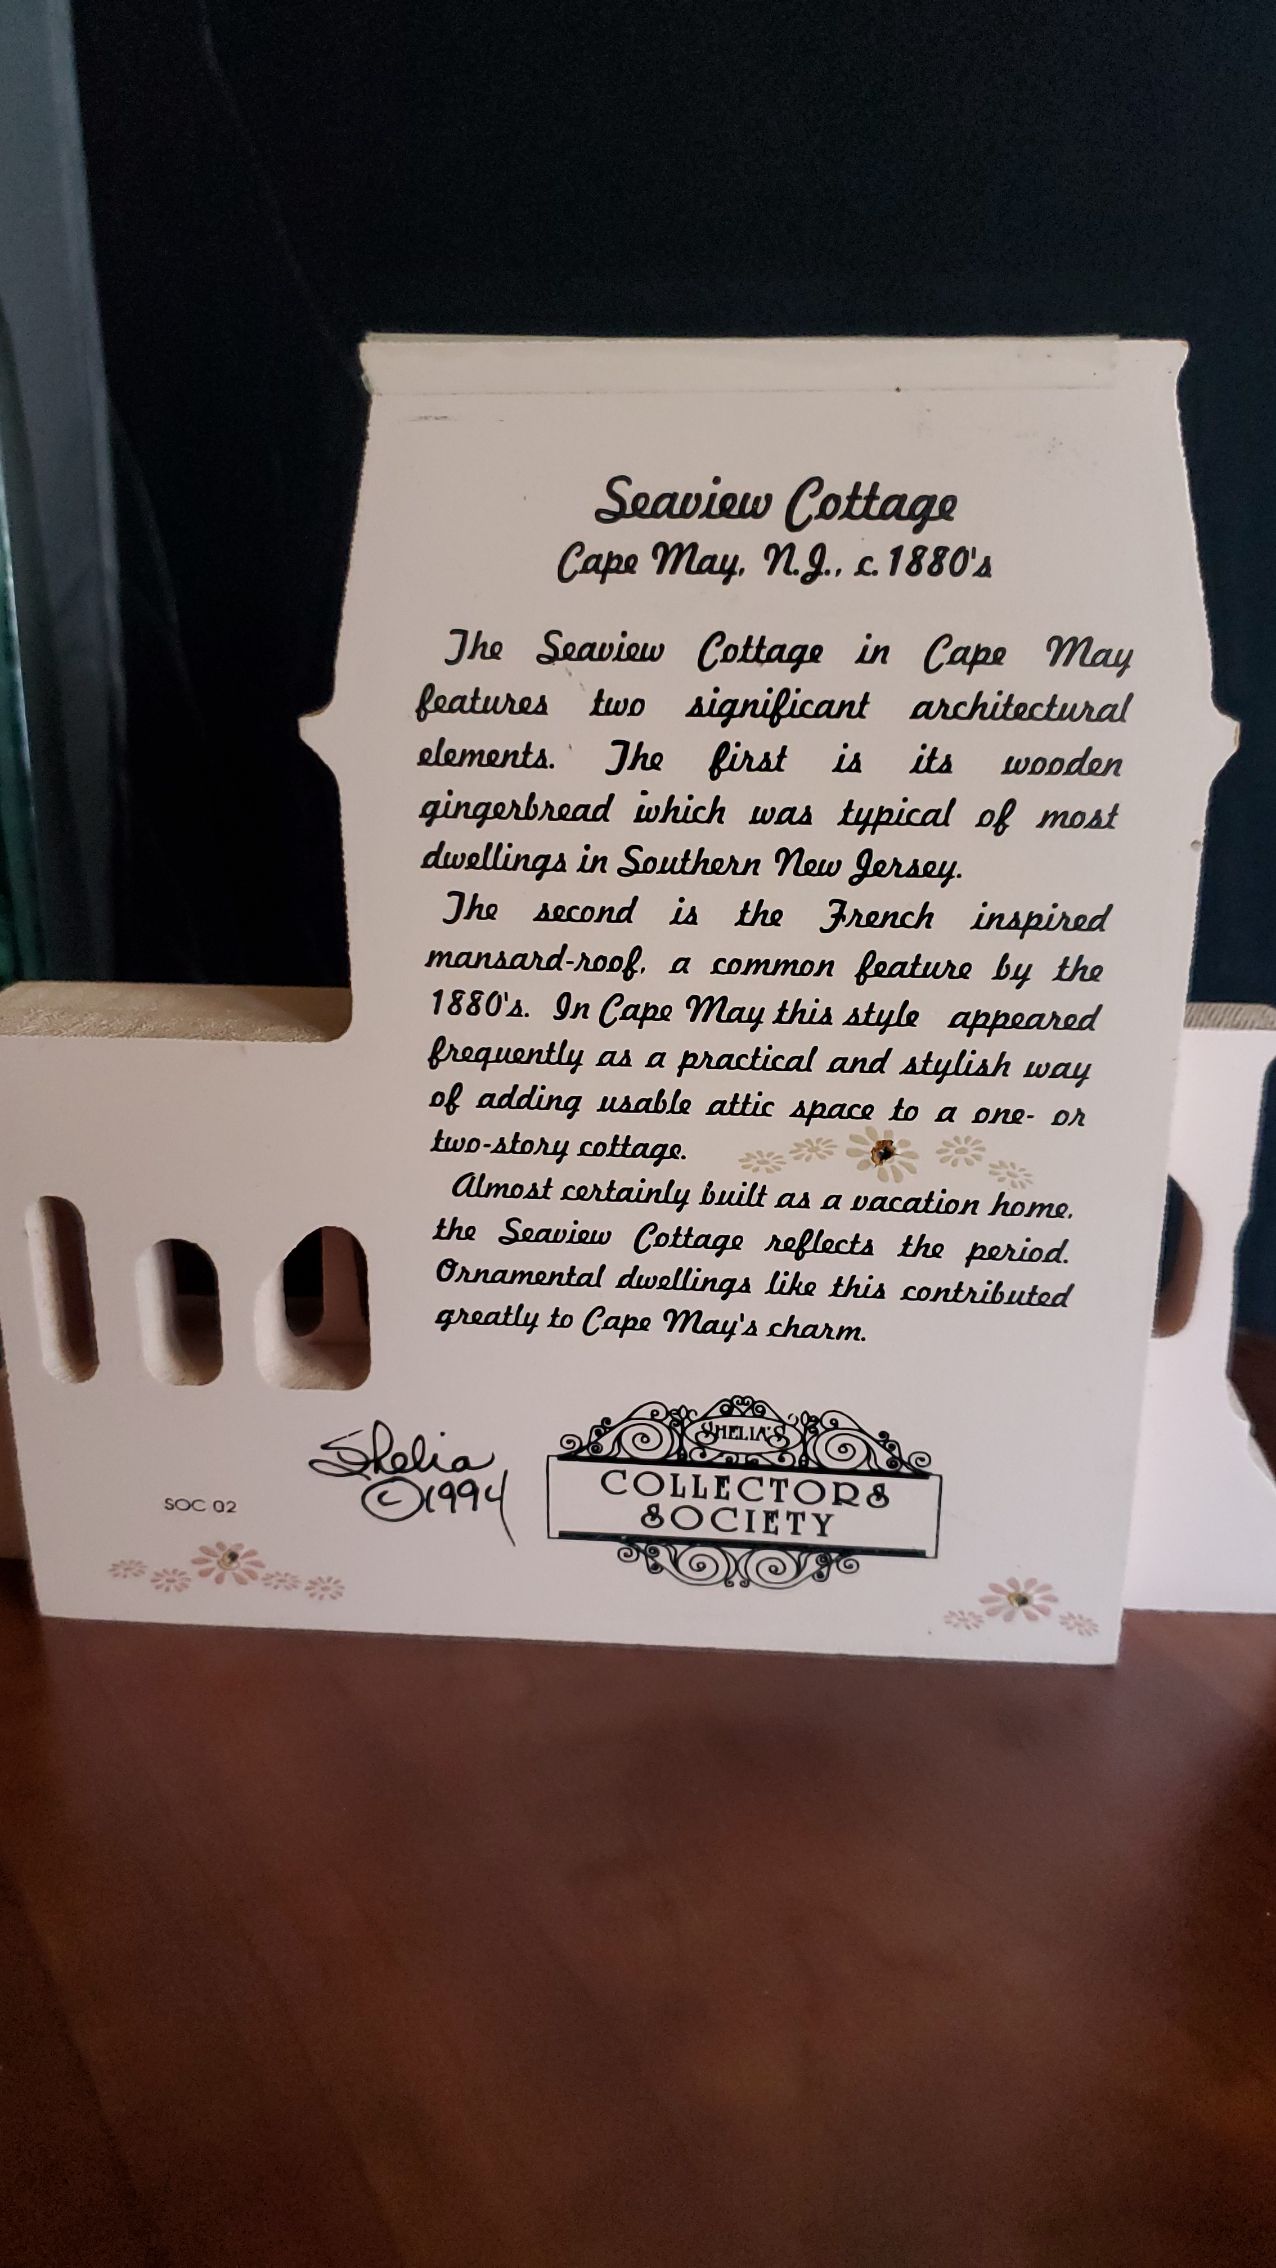 Seaview Cottage
Cape May, N.J., c. 1880's
The Seaview Cottage in Cape May
features two significant architectural
elements. The first is its wooden
gingerbread which was typical of most
dwellings in Southern New Jersey.
The second is the French inspired
mansard-roof, a common feature by the
1880's. In Cape May this style appeared
frequently as a practical and stylish way
of adding usable attic space to a one- or
two-story cottage.
Almost certainly built as a vacation home,
the Seaview Cottage reflects the period.
Ornamental dwellings like this contributed
greatly to Cape May's charm.
Shelia
©1994
SOC 02
SHELIA'S
COLLECTORS
SOCIETY